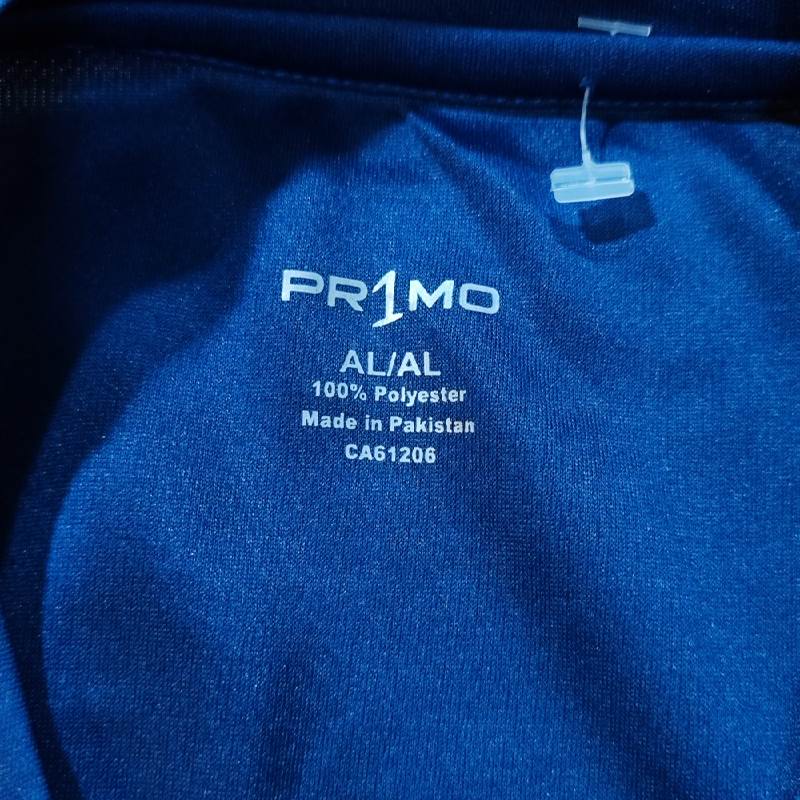 PR1MO
AL/AL
100% Polyester
Made in Pakistan
CA61206